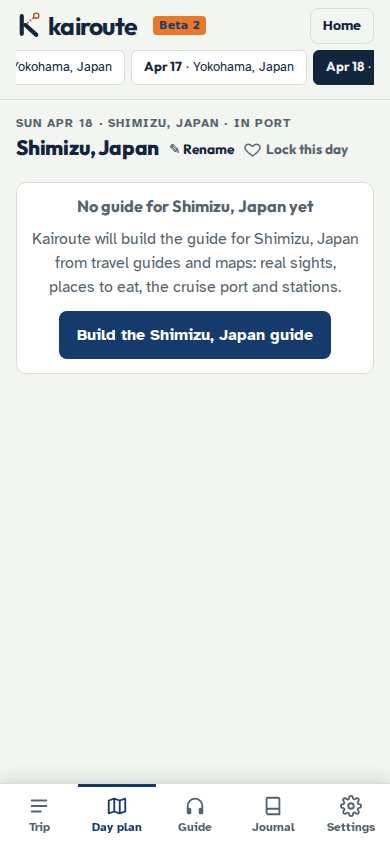 kairoute Beta 2 Home
Yokohama, Japan Apr 17 · Yokohama, Japan Apr 18 ·
SUN APR 18 · SHIMIZU, JAPAN · IN PORT
Shimizu, Japan ✎ Rename Lock this day
No guide for Shimizu, Japan yet
Kairoute will build the guide for Shimizu, Japan
from travel guides and maps: real sights,
places to eat, the cruise port and stations.
Build the Shimizu, Japan guide
Trip Day plan Guide Journal Settings